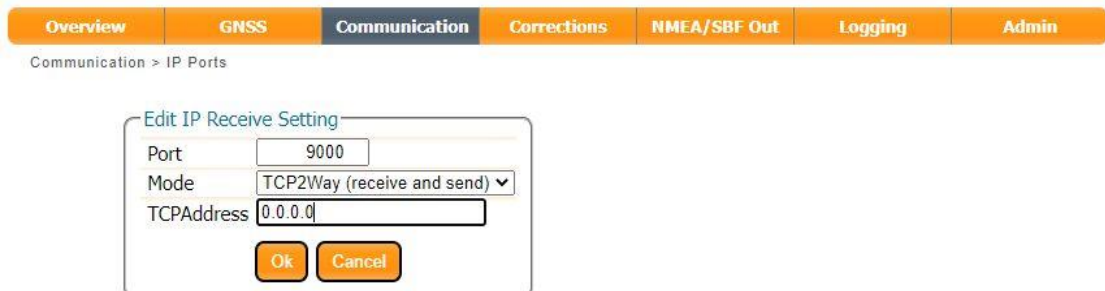 Overview GNSS Communication Corrections NMEA/SBF Out Logging Admin
Communication > IP Ports
Edit IP Receive Setting
Port 9000
Mode TCP2Way (receive and send)
TCPAddress 0.0.0.0
Ok Cancel